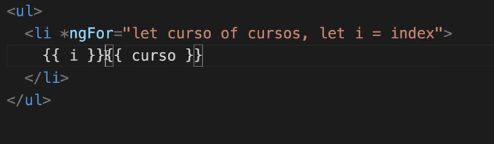 <ul>
<li *ngFor="let curso of cursos, let i = index">
{{ i }}{{ curso }}
</li>
</ul>